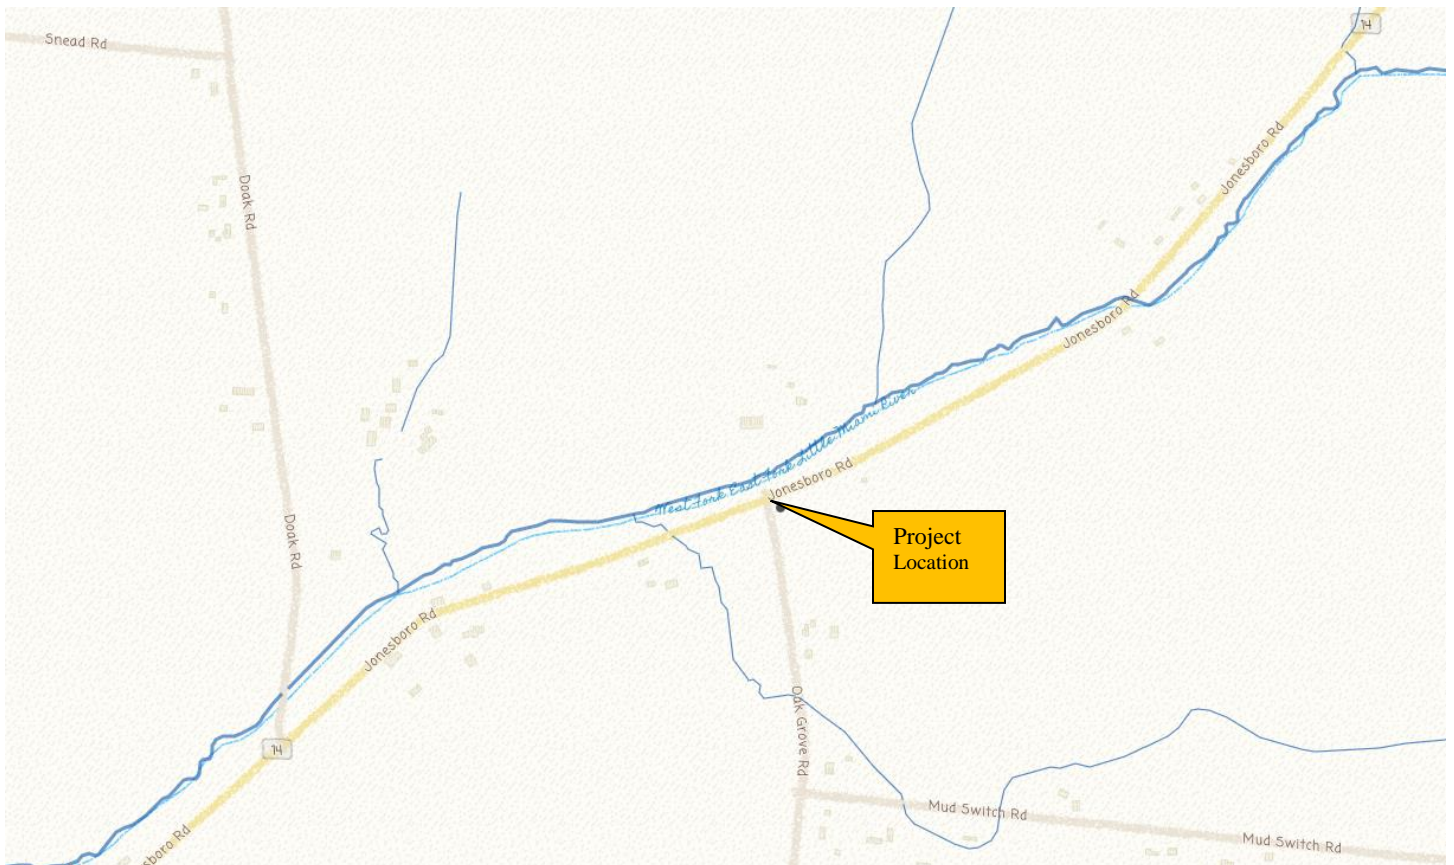 14
Snead Rd
Jonesboro Rd
Doak Rd
Jonesboro Rd
West Fork East Fork Little Miami River
Jonesboro Rd
Doak Rd
Project
Location
Jonesboro Rd
Oak Grove Rd
14
Mud Switch Rd
Mud Switch Rd
sboro Rd